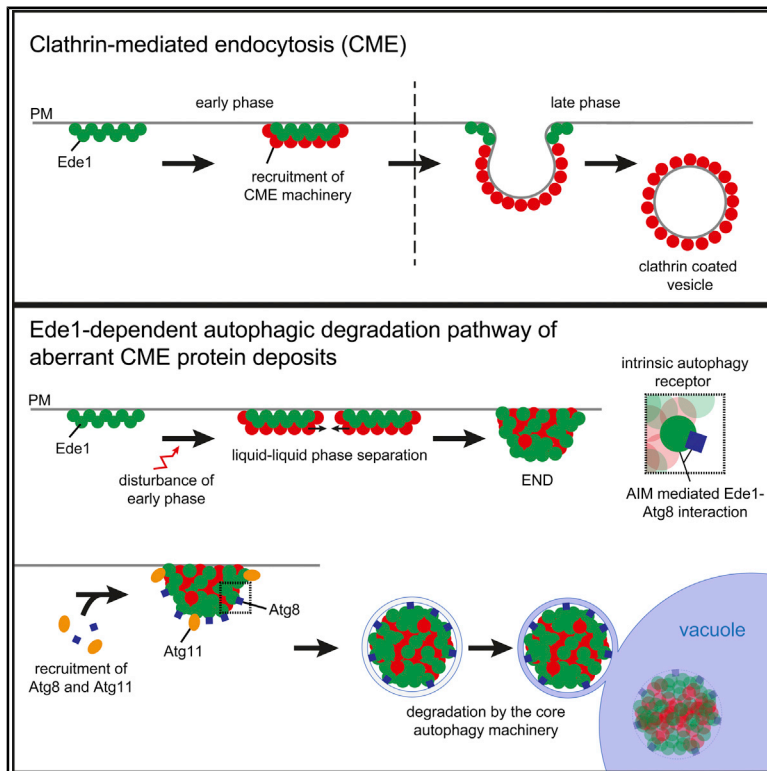 Clathrin-mediated endocytosis (CME)
early phase
late phase
PM
Ede1
recruitment of
CME machinery
clathrin coated
vesicle
Ede1-dependent autophagic degradation pathway of
aberrant CME protein deposits
intrinsic autophagy
receptor
PM
Ede1
liquid-liquid phase separation
disturbance of
early phase
END
AIM mediated Ede1-
Atg8 interaction
Atg8
Atg11
recruitment of
Atg8 and Atg11
vacuole
degradation by the core
autophagy machinery